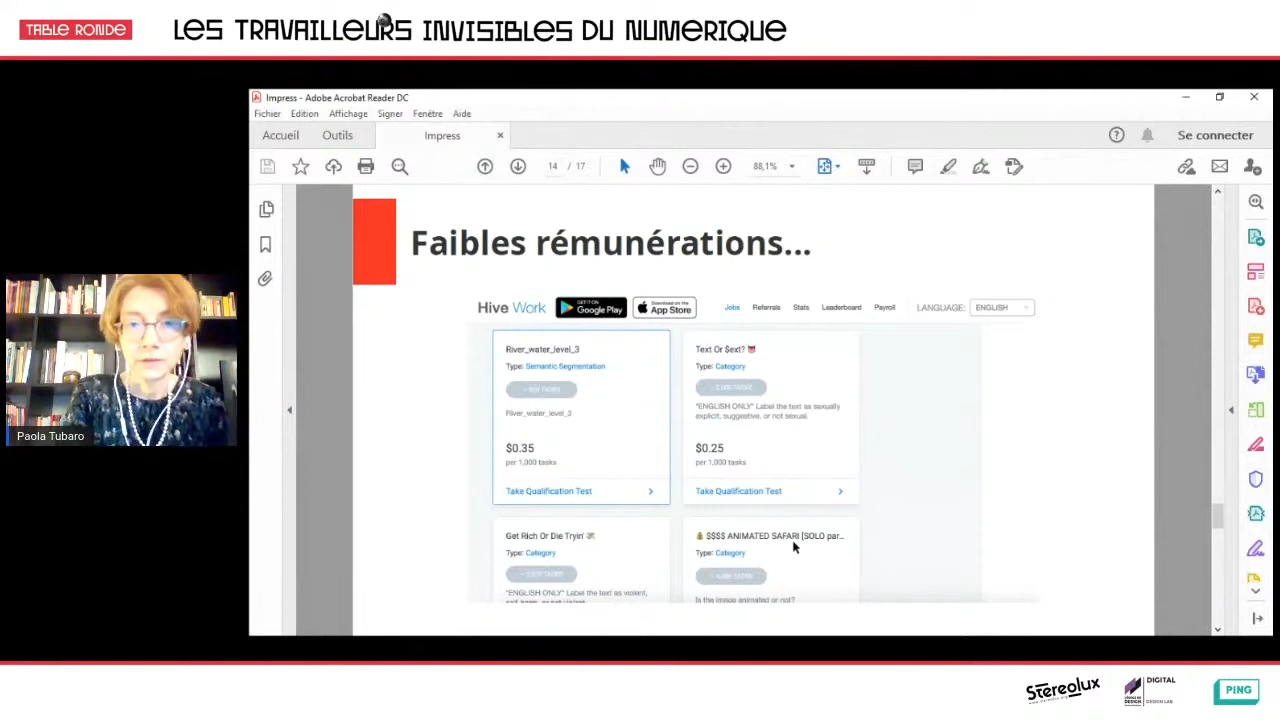 TABLE RONDE
LES TRAVAILLEURS INVISIBLES DU NUMERIQUE
Impress - Adobe Acrobat Reader DC
Fichier Edition Affichage Signer Fenêtre Aide
Accueil Outils Impress Se connecter
14 / 17 88,1%
Faibles rémunérations...
Hive Work GET IT ON Google Play Download on the App Store Jobs Referrals Stats Leaderboard Payroll LANGUAGE: ENGLISH
River_water_level_3
Type: Semantic Segmentation
River_water_level_3
$0.35
per 1,000 tasks
Take Qualification Test
Text Or $ext?
Type: Category
"ENGLISH ONLY" Label the text as sexually
explicit, suggestive, or not sexual.
$0.25
per 1,000 tasks
Take Qualification Test
Get Rich Or Die Tryin'
Type: Category
"ENGLISH ONLY" Label the text as violent,
$$$$ ANIMATED SAFARI [SOLO par...
Type: Category
Is the image animated or not?
Paola Tubaro
Stereolux
DIGITAL
DESIGN LAB
PING